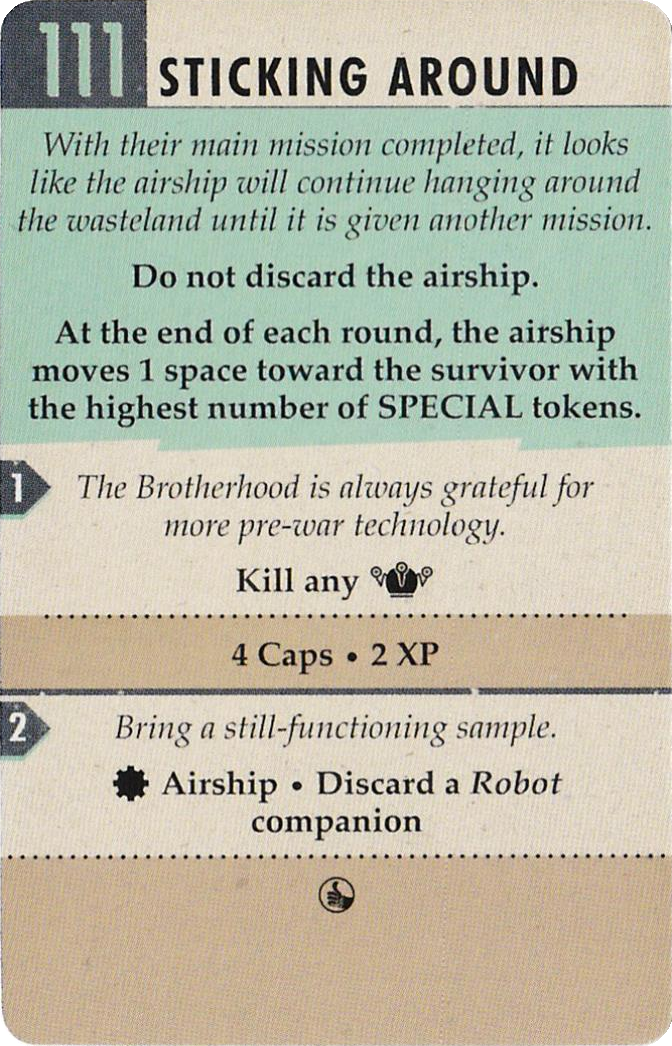 111 STICKING AROUND
With their main mission completed, it looks
like the airship will continue hanging around
the wasteland until it is given another mission.
Do not discard the airship.
At the end of each round, the airship
moves 1 space toward the survivor with
the highest number of SPECIAL tokens.
1 The Brotherhood is always grateful for
more pre-war technology.
Kill any
4 Caps • 2 XP
2 Bring a still-functioning sample.
Airship • Discard a Robot
companion